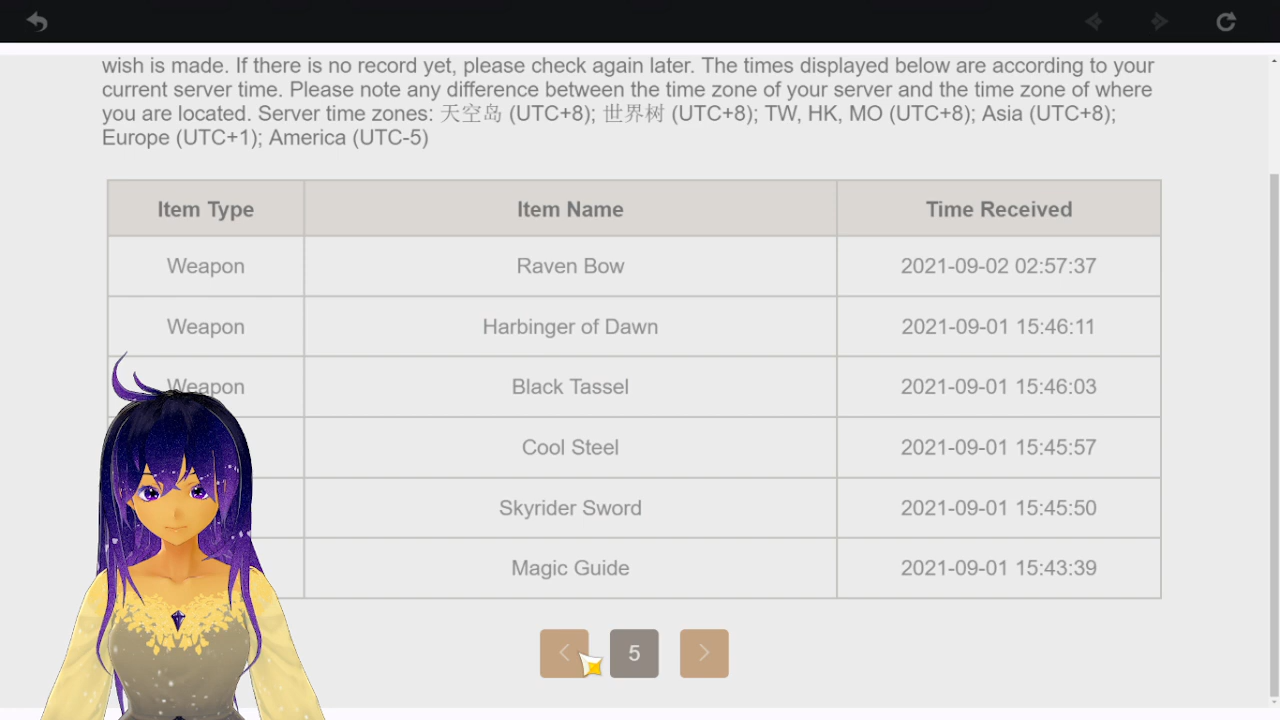 wish is made. If there is no record yet, please check again later. The times displayed below are according to your
current server time. Please note any difference between the time zone of your server and the time zone of where
you are located. Server time zones: 天空岛 (UTC+8); 世界树 (UTC+8); TW, HK, MO (UTC+8); Asia (UTC+8);
Europe (UTC+1); America (UTC-5)
Item Type Item Name Time Received
Weapon Raven Bow 2021-09-02 02:57:37
Weapon Harbinger of Dawn 2021-09-01 15:46:11
Weapon Black Tassel 2021-09-01 15:46:03
Cool Steel 2021-09-01 15:45:57
Skyrider Sword 2021-09-01 15:45:50
Magic Guide 2021-09-01 15:43:39
5